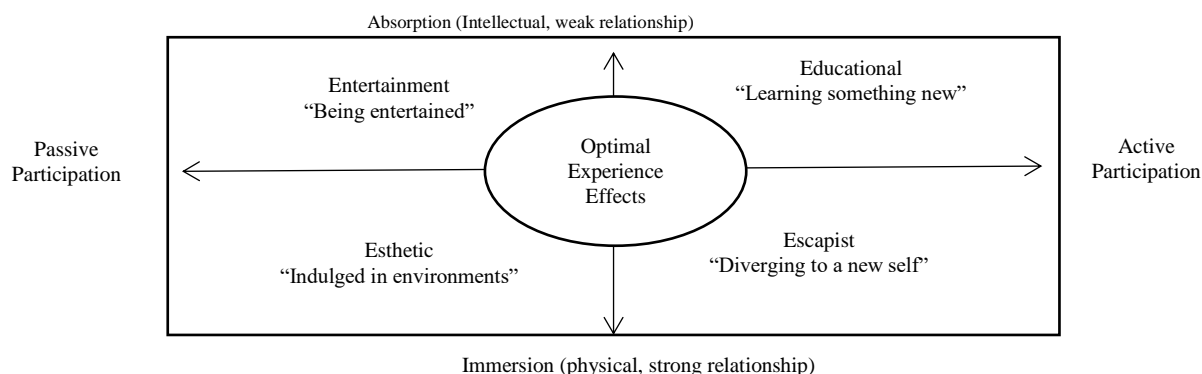 Absorption (Intellectual, weak relationship)
Entertainment
“Being entertained”
Educational
“Learning something new”
Passive
Participation
Optimal
Experience
Effects
Active
Participation
Esthetic
“Indulged in environments”
Escapist
“Diverging to a new self”
Immersion (physical, strong relationship)